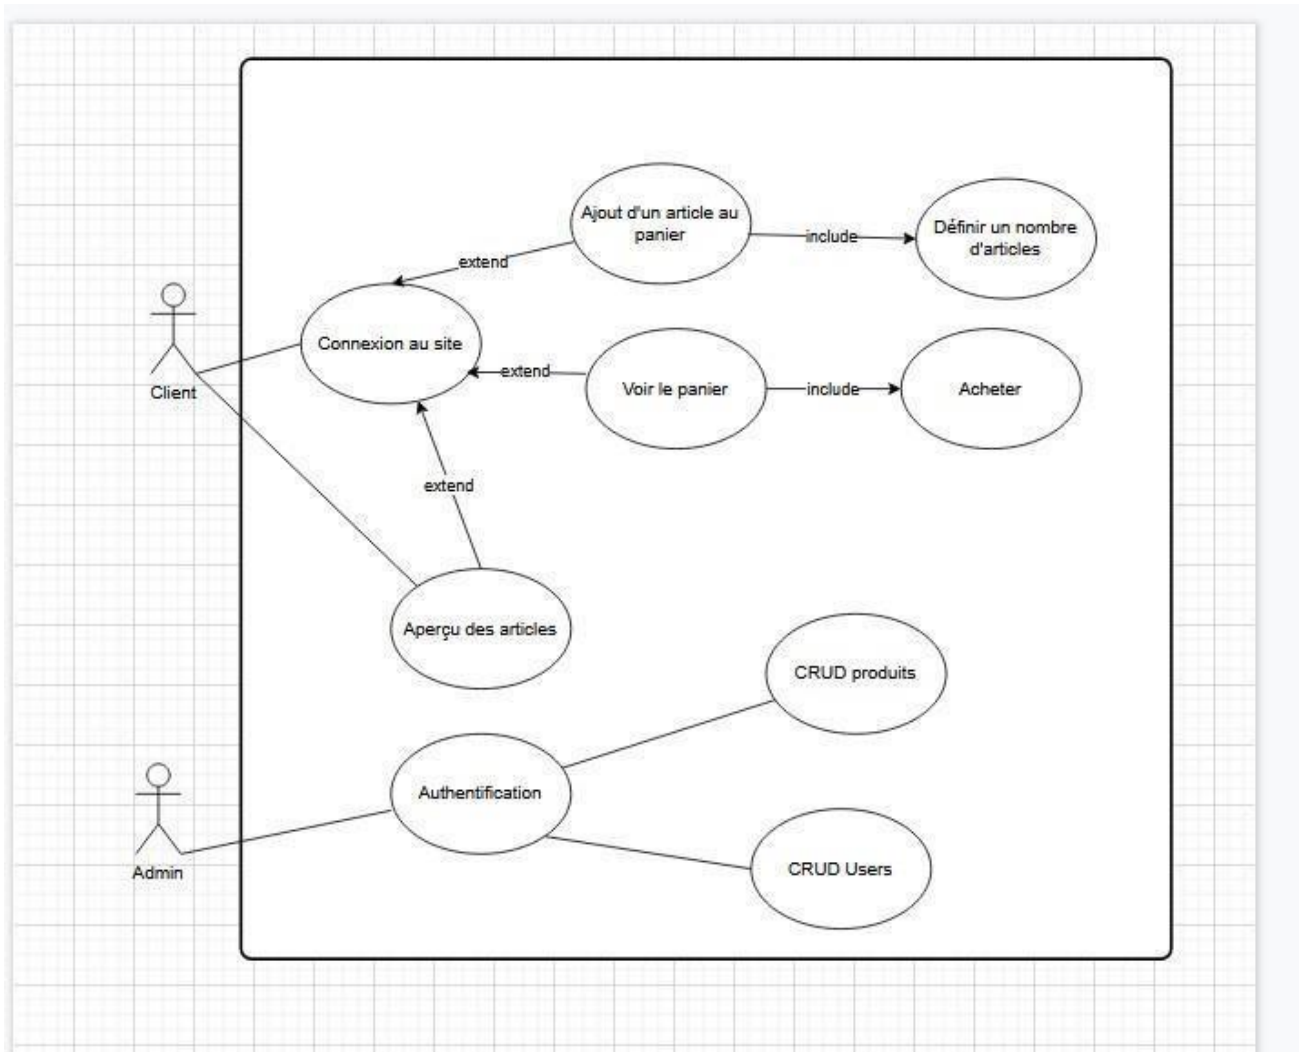 Ajout d'un article au
panier
include
Définir un nombre
d'articles
extend
Connexion au site
Client
extend
Voir le panier
include
Acheter
extend
Aperçu des articles
CRUD produits
Authentification
Admin
CRUD Users